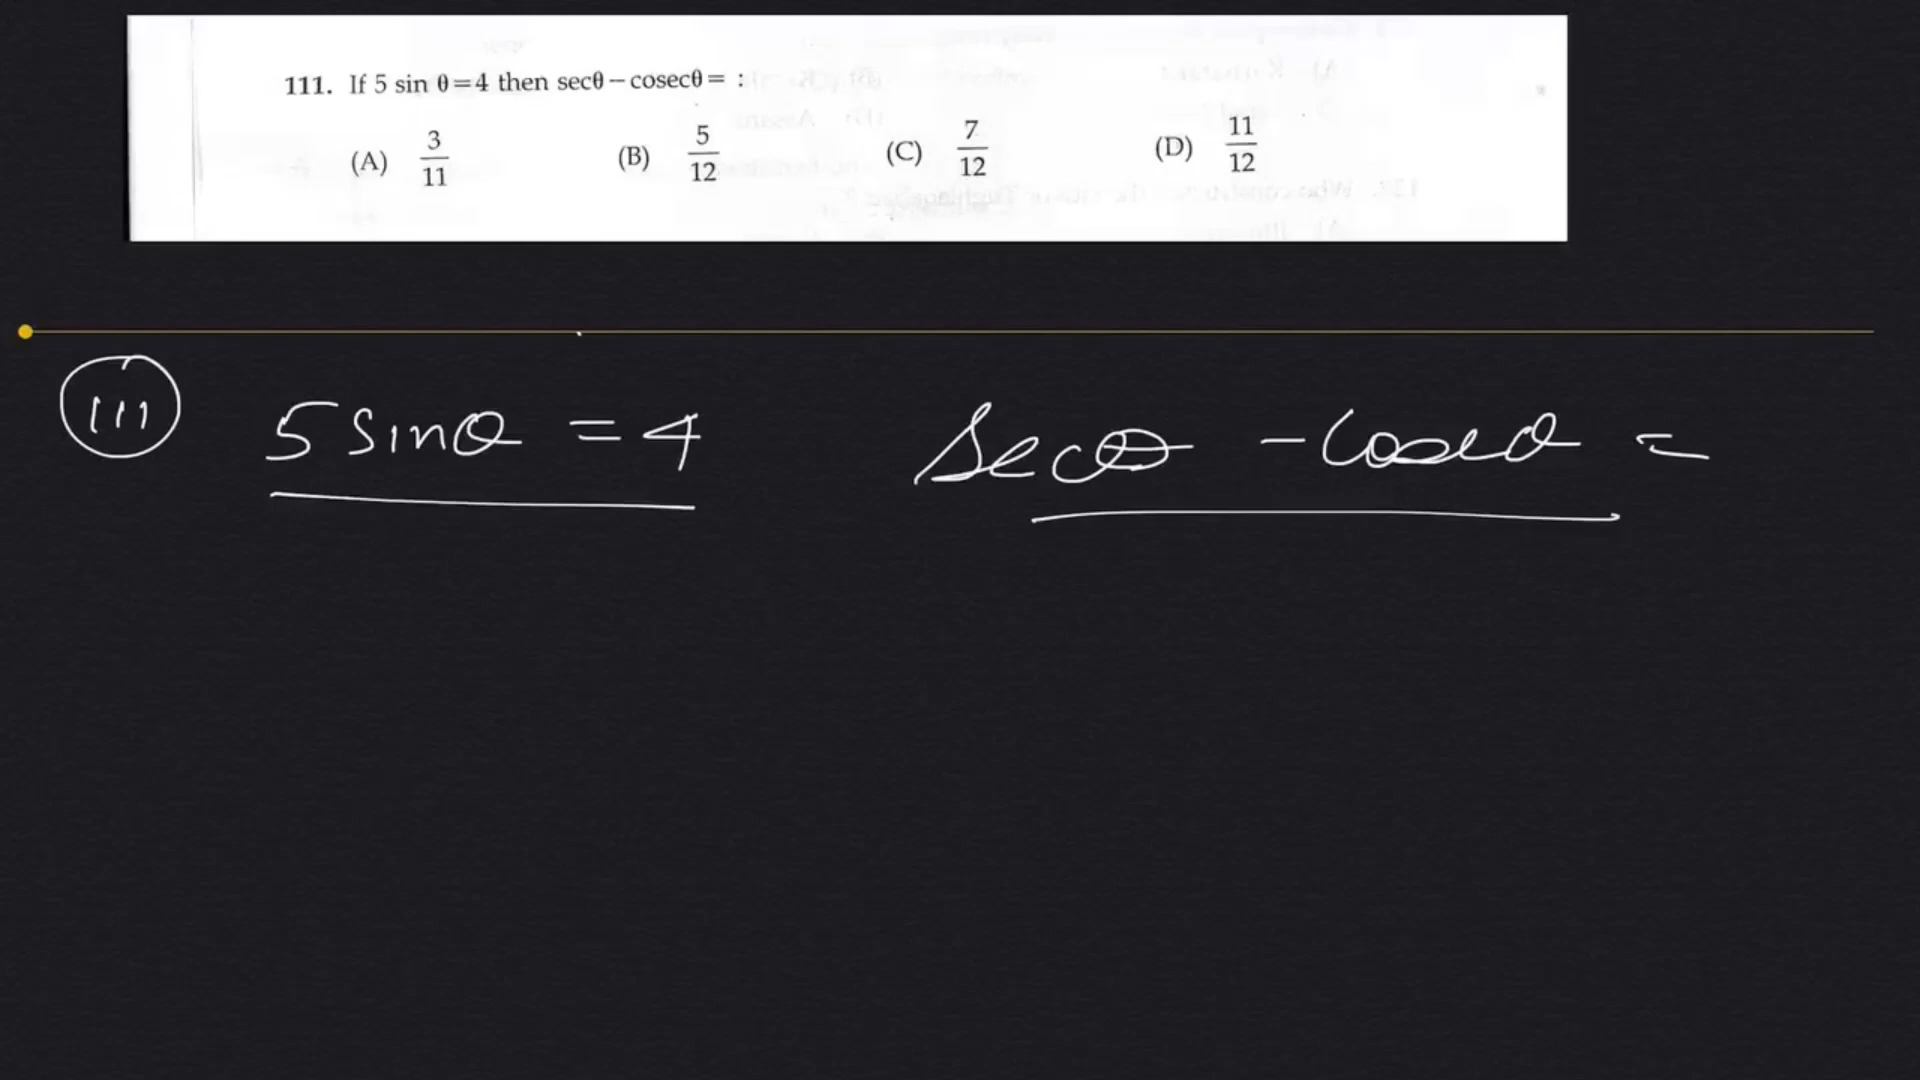 111. If 5 sin θ=4 then secθ – cosecθ= :
(A) 3/11 (B) 5/12 (C) 7/12 (D) 11/12
111 5 sinθ = 4 Secθ - Cosecθ =